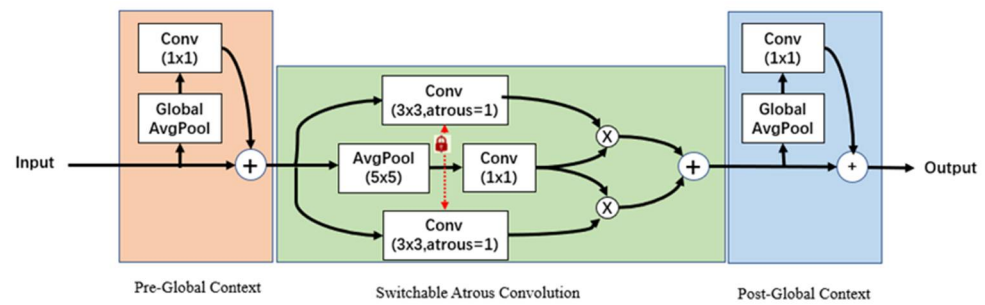 Input
Conv
(1x1)
Global
AvgPool
+
Pre-Global Context
Conv
(3x3,atrous=1)
AvgPool
(5x5)
Conv
(1x1)
Conv
(3x3,atrous=1)
X
X
+
Switchable Atrous Convolution
Conv
(1x1)
Global
AvgPool
+
Post-Global Context
Output